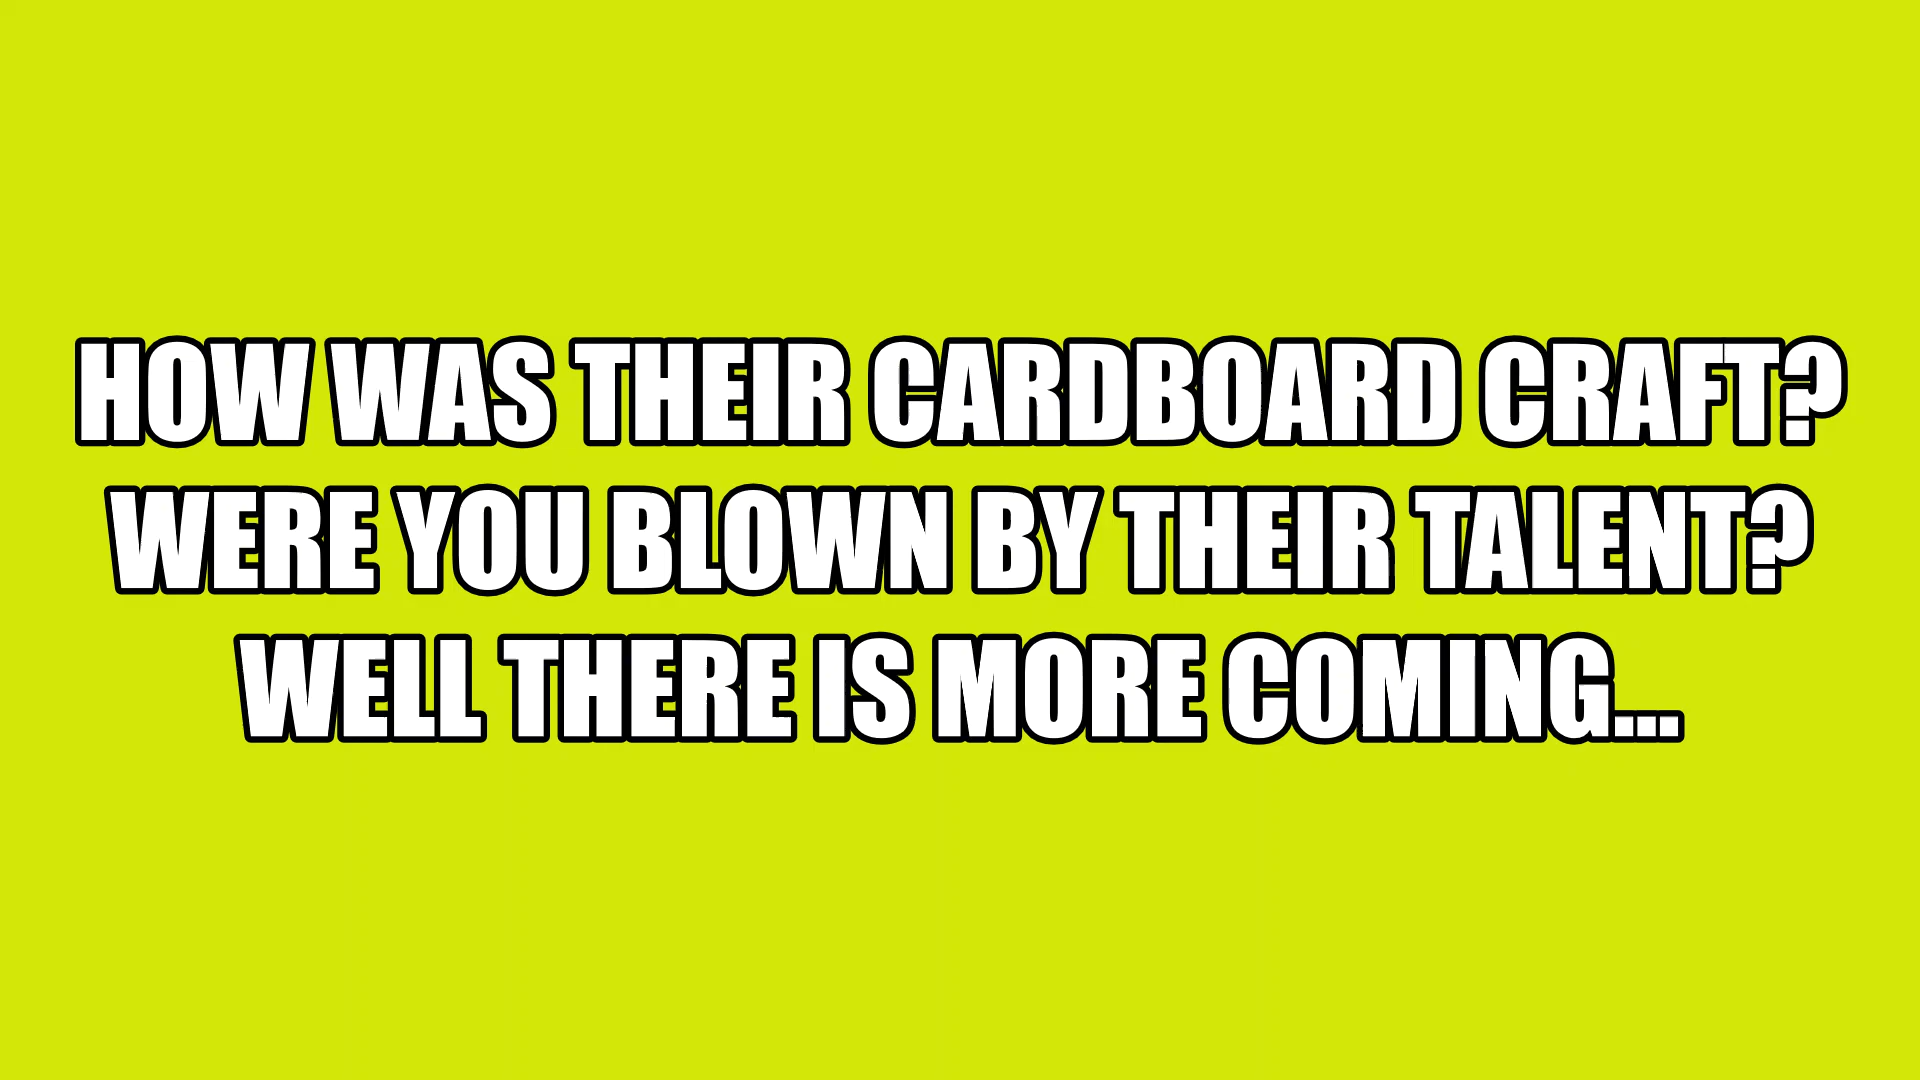 HOW WAS THEIR CARDBOARD CRAFT?
WERE YOU BLOWN BY THEIR TALENT?
WELL THERE IS MORE COMING...